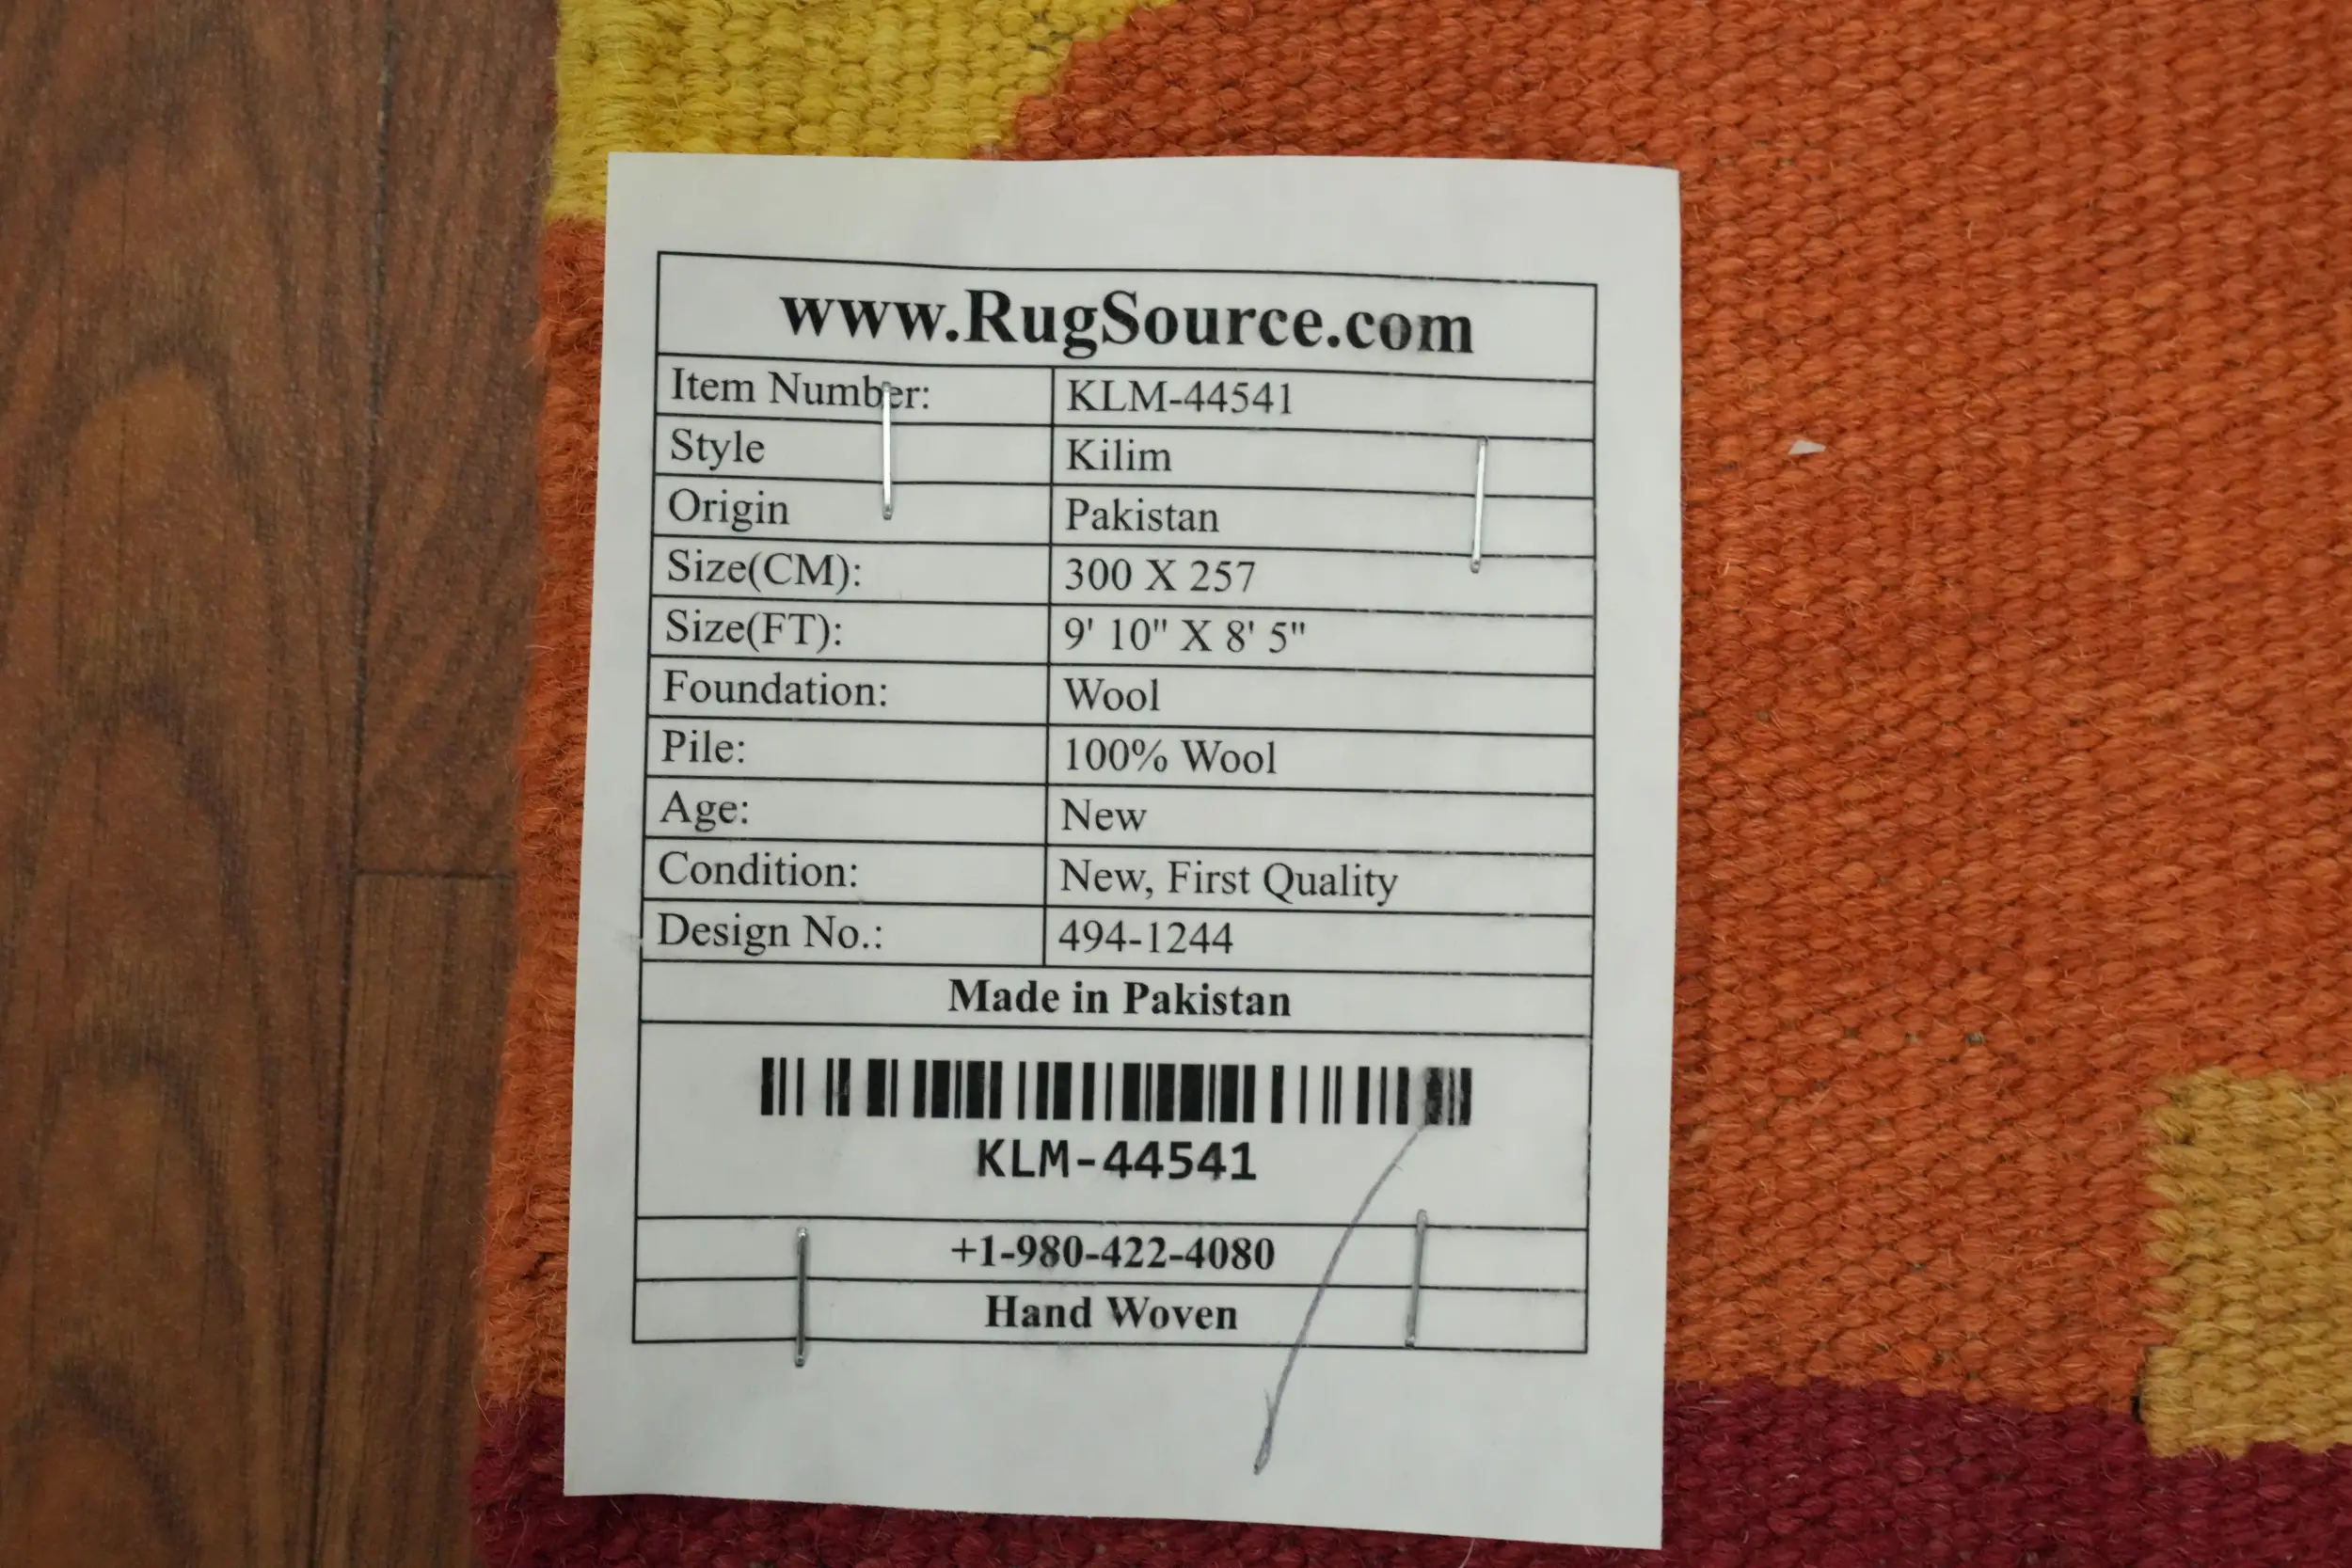 www.RugSource.com
Item Number: KLM-44541
Style Kilim
Origin Pakistan
Size(CM): 300 X 257
Size(FT): 9' 10" X 8' 5"
Foundation: Wool
Pile: 100% Wool
Age: New
Condition: New, First Quality
Design No.: 494-1244
Made in Pakistan
KLM-44541
+1-980-422-4080
Hand Woven